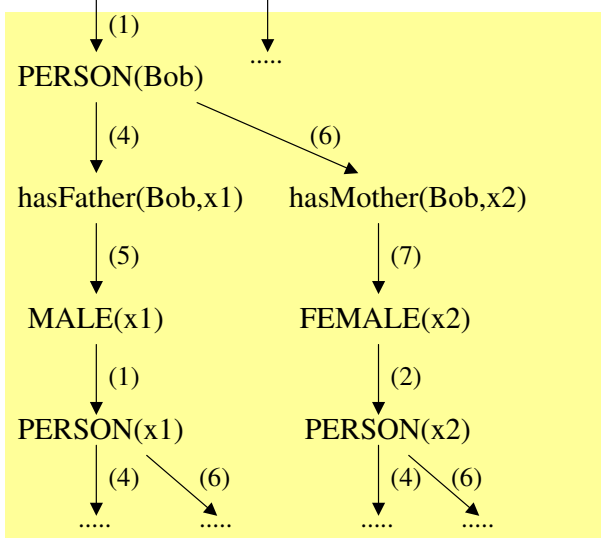 (1)
.....
PERSON(Bob)
(4) (6)
hasFather(Bob,x1) hasMother(Bob,x2)
(5) (7)
MALE(x1) FEMALE(x2)
(1) (2)
PERSON(x1) PERSON(x2)
(4) (6) (4) (6)
..... ..... ..... .....